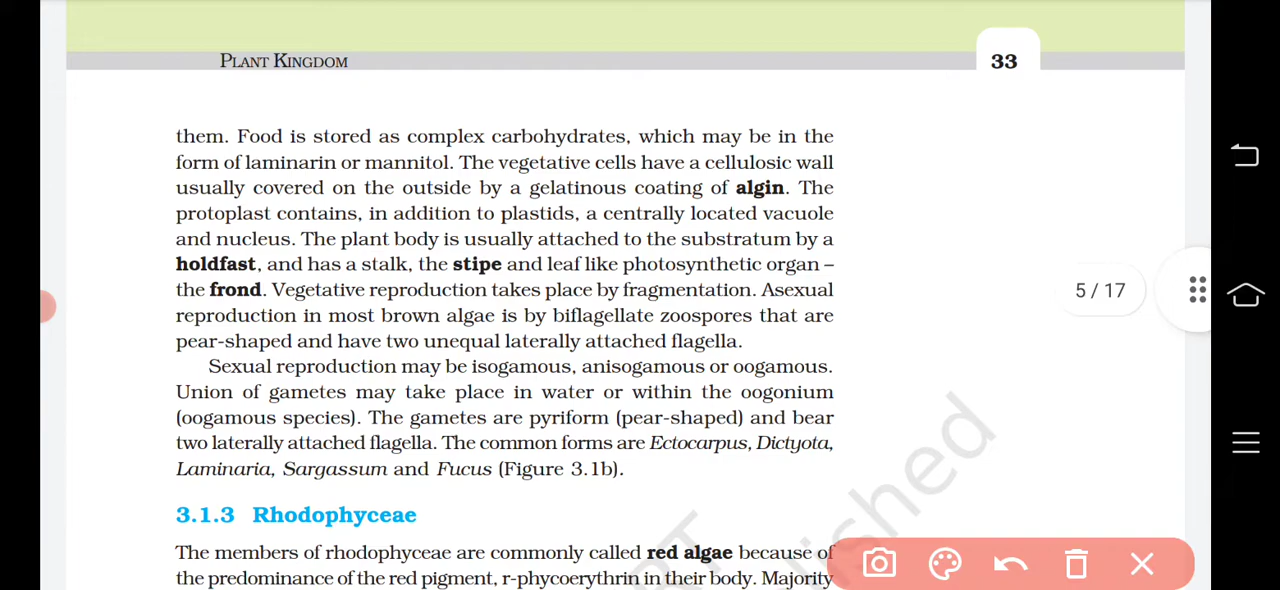 PLANT KINGDOM
33
them. Food is stored as complex carbohydrates, which may be in the
form of laminarin or mannitol. The vegetative cells have a cellulosic wall
usually covered on the outside by a gelatinous coating of algin. The
protoplast contains, in addition to plastids, a centrally located vacuole
and nucleus. The plant body is usually attached to the substratum by a
holdfast, and has a stalk, the stipe and leaf like photosynthetic organ –
the frond. Vegetative reproduction takes place by fragmentation. Asexual
reproduction in most brown algae is by biflagellate zoospores that are
pear-shaped and have two unequal laterally attached flagella.
Sexual reproduction may be isogamous, anisogamous or oogamous.
Union of gametes may take place in water or within the oogonium
(oogamous species). The gametes are pyriform (pear-shaped) and bear
two laterally attached flagella. The common forms are Ectocarpus, Dictyota,
Laminaria, Sargassum and Fucus (Figure 3.1b).
3.1.3 Rhodophyceae
The members of rhodophyceae are commonly called red algae because of
the predominance of the red pigment, r-phycoerythrin in their body. Majority
5 / 17